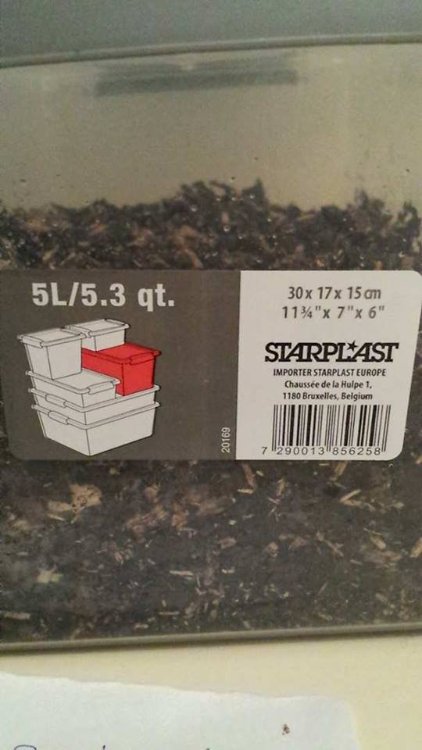 5L/5.3 qt.
20169
30 x 17 x 15 cm
11¾" x 7" x 6"
STARPLAST
IMPORTER STARPLAST EUROPE
Chaussée de la Hulpe 1,
1180 Bruxelles, Belgium
7 290013 856258